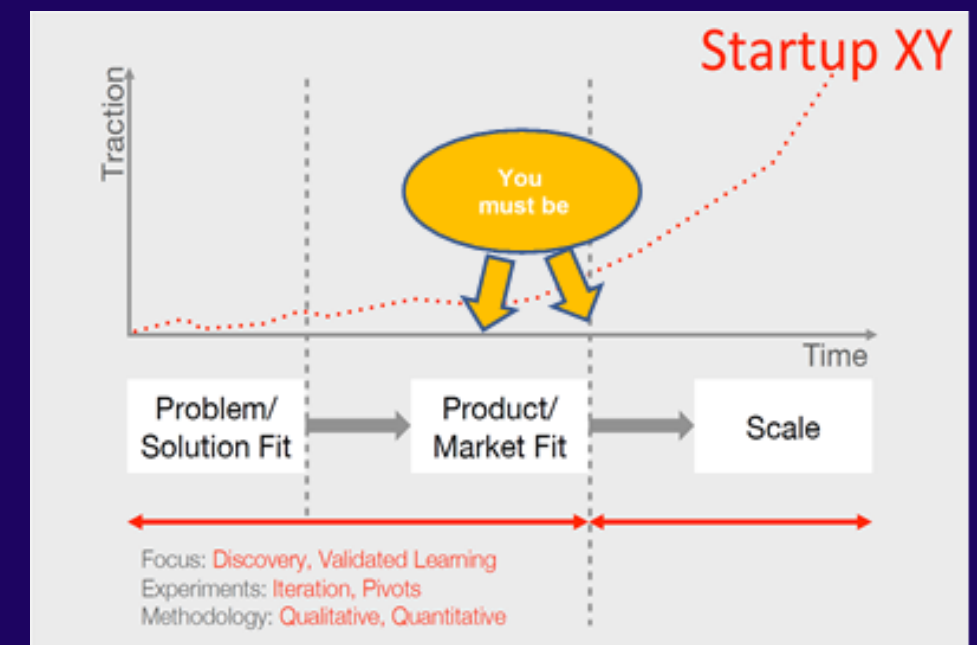 Startup XY
Traction
You
must be
Time
Problem/
Solution Fit
Product/
Market Fit
Scale
Focus: Discovery, Validated Learning
Experiments: Iteration, Pivots
Methodology: Qualitative, Quantitative